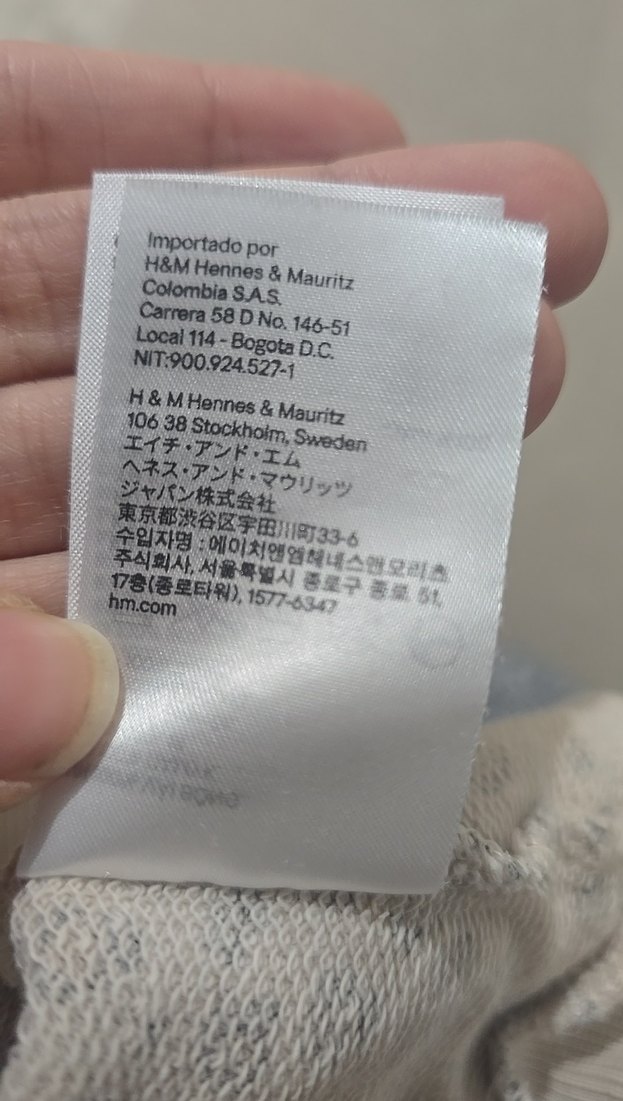 Importado por
H&M Hennes & Mauritz
Colombia S.A.S.
Carrera 58 D No. 146-51
Local 114 - Bogota D.C.
NIT:900.924.527-1
H & M Hennes & Mauritz
106 38 Stockholm, Sweden
エイチ・アンド・エム
ヘネス・アンド・マウリッツ
ジャパン株式会社
東京都渋谷区宇田川町33-6
수입자명 : 에이치앤엠헤네스앤모리츠
주식회사, 서울특별시 종로구 종로 51,
17층(종로타워), 1577-6347
hm.com